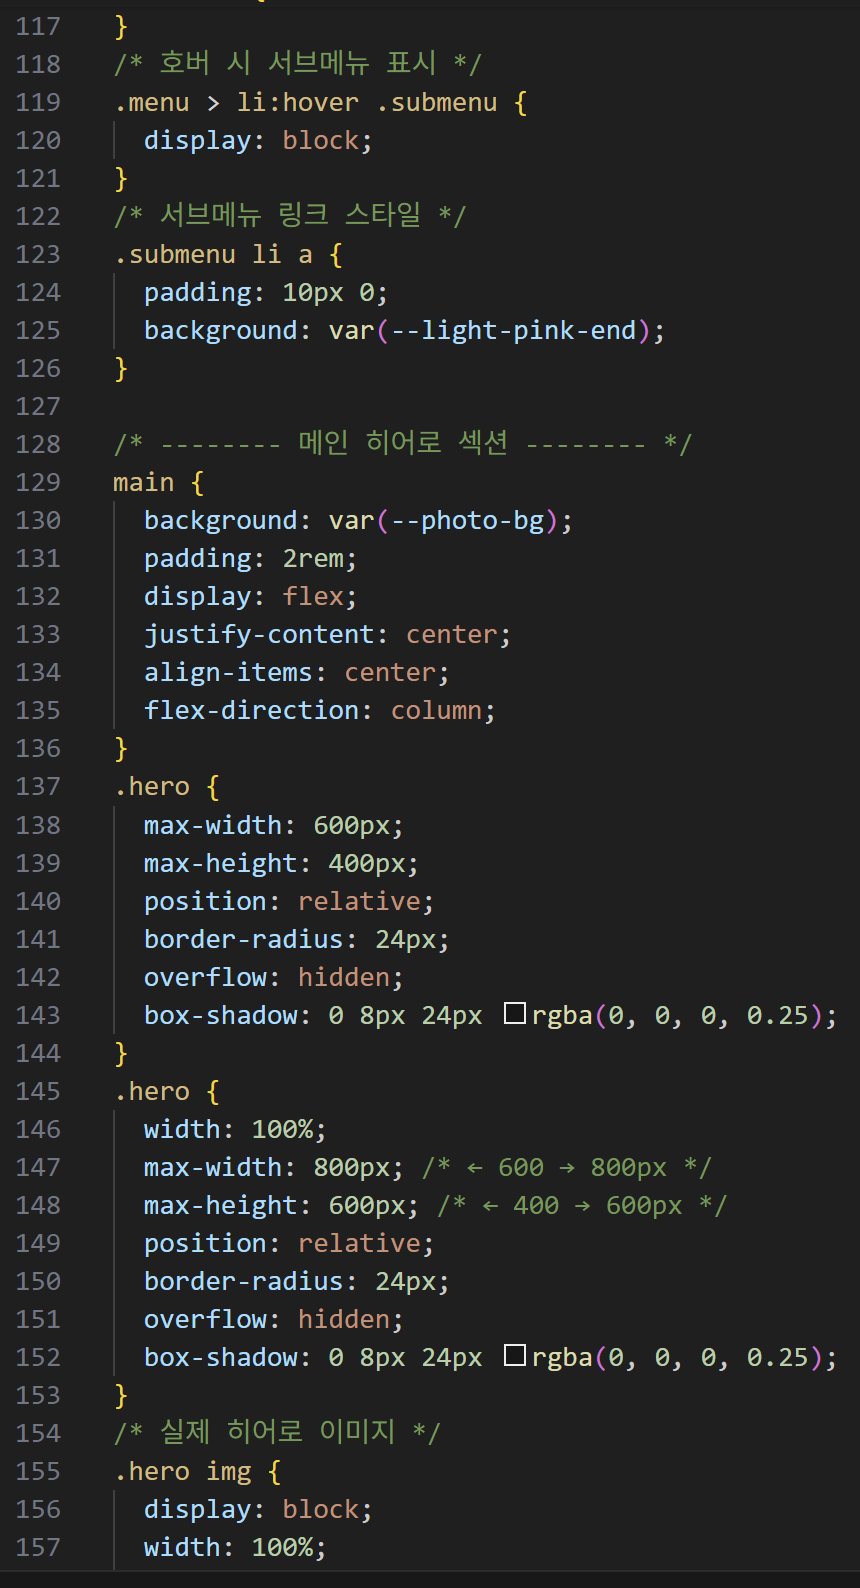 117 }
118 /* 호버 시 서브메뉴 표시 */
119 .menu > li:hover .submenu {
120 display: block;
121 }
122 /* 서브메뉴 링크 스타일 */
123 .submenu li a {
124 padding: 10px 0;
125 background: var(--light-pink-end);
126 }
127
128 /* -------- 메인 히어로 섹션 -------- */
129 main {
130 background: var(--photo-bg);
131 padding: 2rem;
132 display: flex;
133 justify-content: center;
134 align-items: center;
135 flex-direction: column;
136 }
137 .hero {
138 max-width: 600px;
139 max-height: 400px;
140 position: relative;
141 border-radius: 24px;
142 overflow: hidden;
143 box-shadow: 0 8px 24px rgba(0, 0, 0, 0.25);
144 }
145 .hero {
146 width: 100%;
147 max-width: 800px; /* ← 600 → 800px */
148 max-height: 600px; /* ← 400 → 600px */
149 position: relative;
150 border-radius: 24px;
151 overflow: hidden;
152 box-shadow: 0 8px 24px rgba(0, 0, 0, 0.25);
153 }
154 /* 실제 히어로 이미지 */
155 .hero img {
156 display: block;
157 width: 100%;